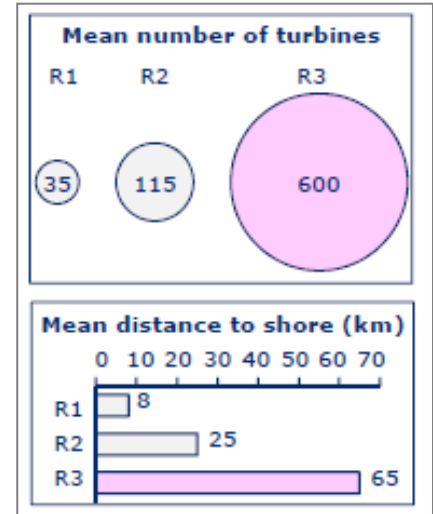 Mean number of turbines
R1 R2 R3
35 115 600
Mean distance to shore (km)
0 10 20 30 40 50 60 70
R1 8
R2 25
R3 65